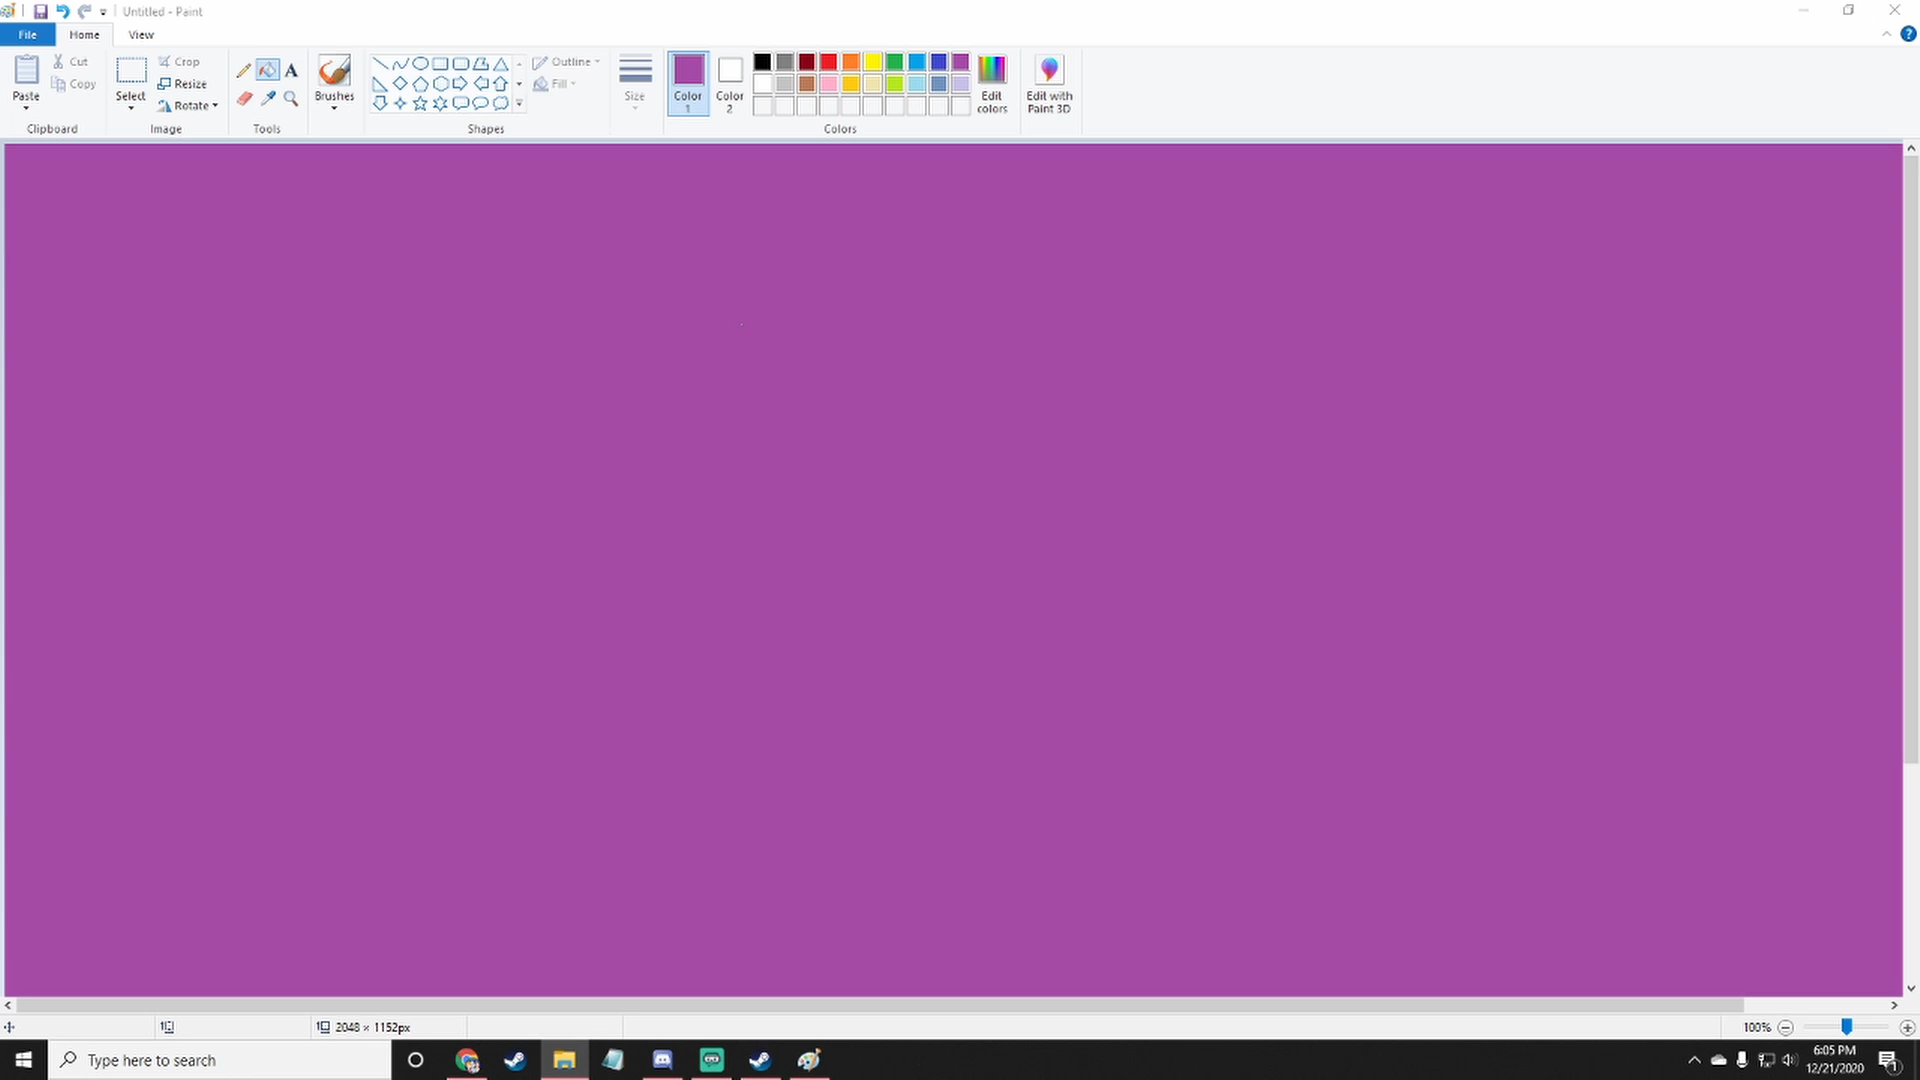 Untitled - Paint
File Home View
Paste
Cut
Copy
Clipboard
Select
Crop
Resize
Rotate
Image
A
Tools
Brushes
Shapes
Outline
Fill
Size
Color 1
Color 2
Edit colors
Colors
Edit with Paint 3D
2048 × 1152px
100%
Type here to search
6:05 PM
12/21/2020
1